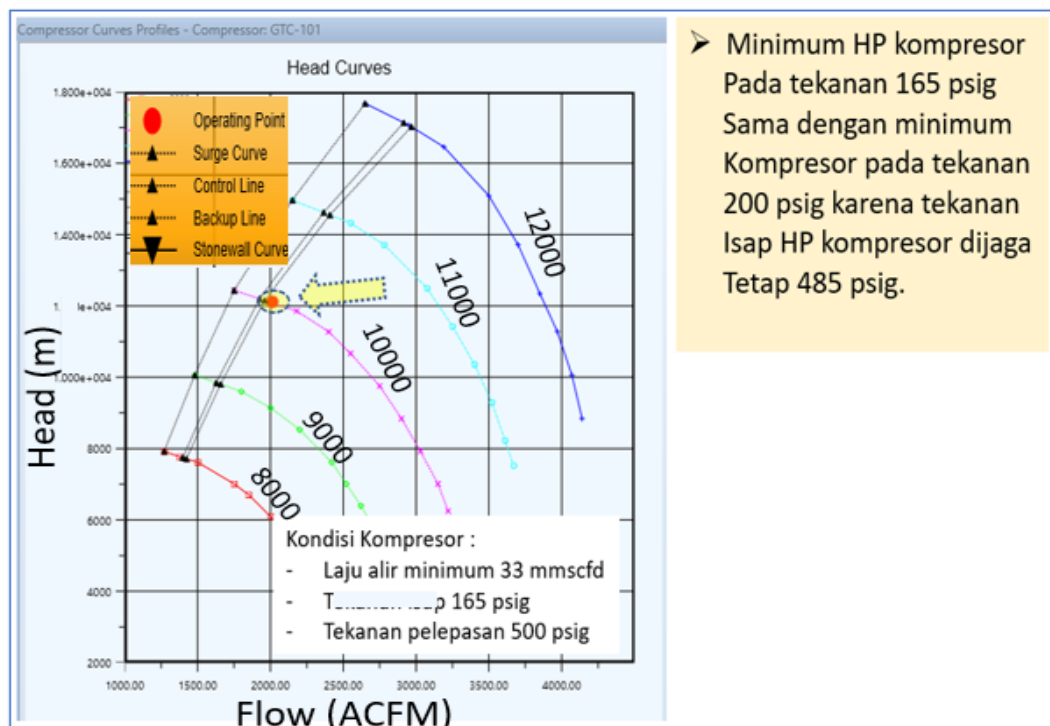 Compressor Curves Profiles - Compressor: GTC-101
Head Curves
1.800e+004
1.600e+004
1.400e+004
1. e+004
1.000e+004
8000
6000
4000
2000
Head (m)
Operating Point
Surge Curve
Control Line
Backup Line
Stonewall Curve
12000
11000
10000
9000
8000
Kondisi Kompresor :
- Laju alir minimum 33 mmscfd
- 165 psig
- Tekanan pelepasan 500 psig
1000.00 1500.00 2000.00 2500.00 3000.00 3500.00 4000.00
Flow (ACFM)
➢ Minimum HP kompresor
Pada tekanan 165 psig
Sama dengan minimum
Kompresor pada tekanan
200 psig karena tekanan
Isap HP kompresor dijaga
Tetap 485 psig.